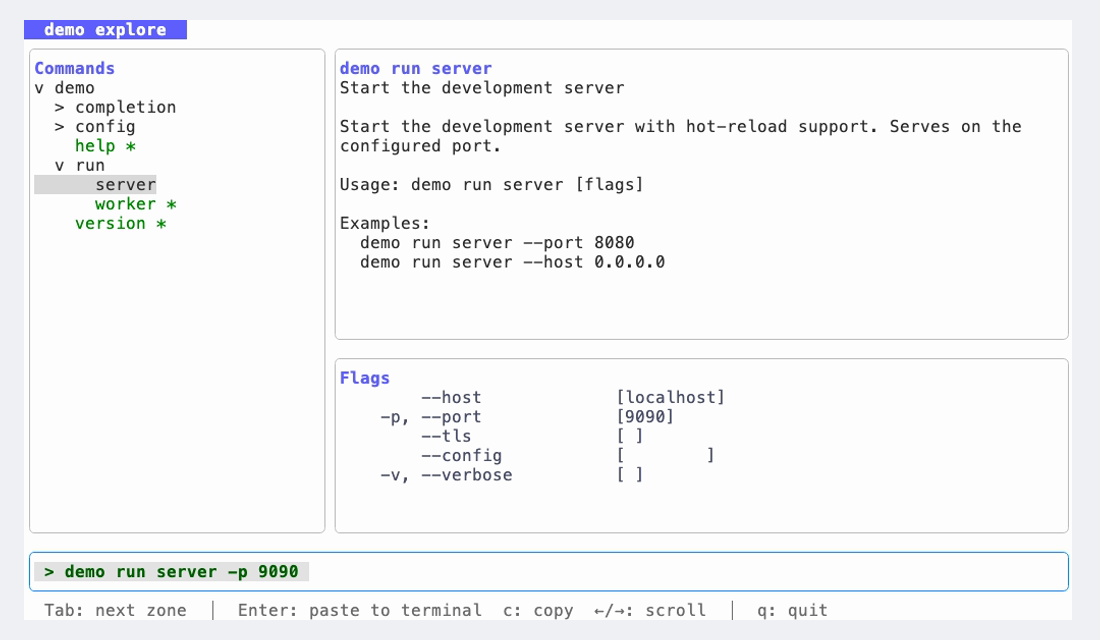 demo explore
Commands
v demo
  > completion
  > config
    help *
  v run
      server
      worker *
    version *
demo run server
Start the development server

Start the development server with hot-reload support. Serves on the
configured port.

Usage: demo run server [flags]

Examples:
  demo run server --port 8080
  demo run server --host 0.0.0.0
Flags
        --host             [localhost]
    -p, --port             [9090]
        --tls              [ ]
        --config           [        ]
    -v, --verbose          [ ]
> demo run server -p 9090
Tab: next zone │ Enter: paste to terminal  c: copy  ←/→: scroll │ q: quit